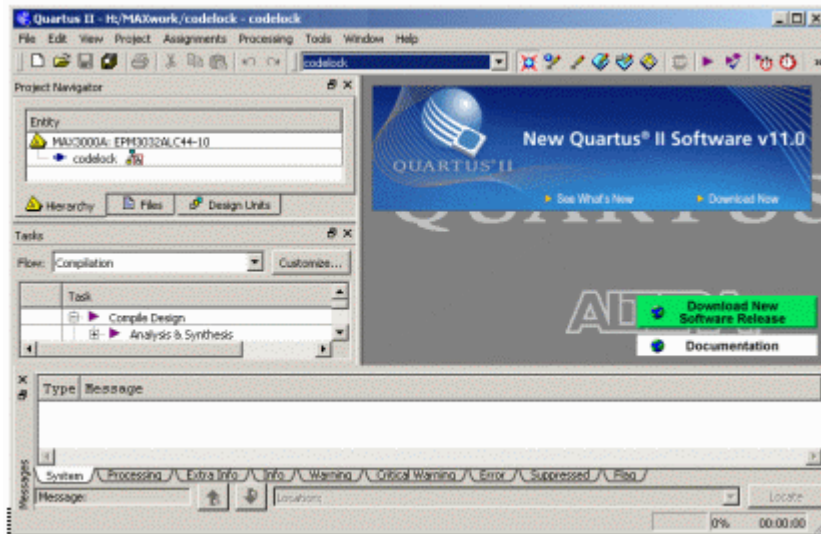 Quartus II - H:/MAXwork/codelock - codelock
File Edit View Project Assignments Processing Tools Window Help
codelock
Project Navigator
Entity
MAX3000A: EPM3032ALC44-10
codelock
Hierarchy Files Design Units
New Quartus® II Software v11.0
QUARTUS® II
See What's New Download Now
QUARTUS
Tasks
Flow: Compilation Customize...
Task
Compile Design
Analysis & Synthesis
Download New
Software Release
Documentation
Type Message
System Processing Extra Info Info Warning Critical Warning Error Suppressed Flag
Messages
Message: Location: Locate
0% 00:00:00